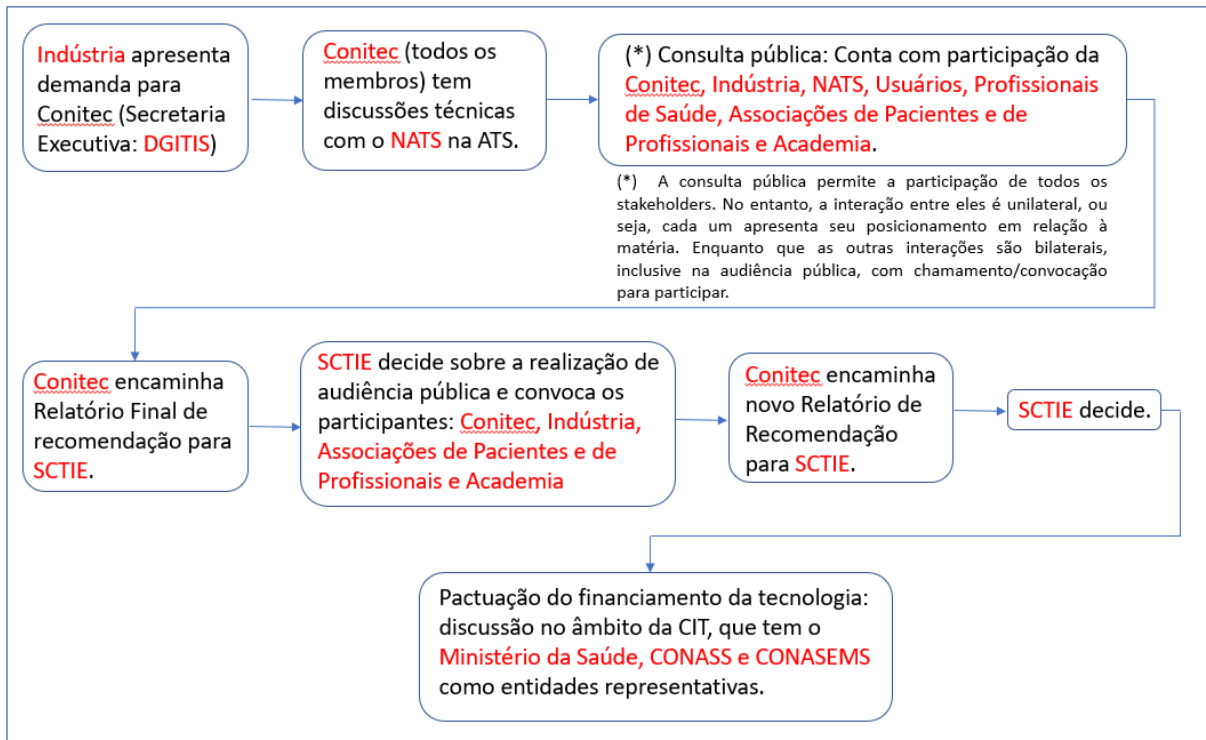 Indústria apresenta
demanda para
Conitec (Secretaria
Executiva: DGITIS)
Conitec (todos os
membros) tem
discussões técnicas
com o NATS na ATS.
(*) Consulta pública: Conta com participação da
Conitec, Indústria, NATS, Usuários, Profissionais
de Saúde, Associações de Pacientes e de
Profissionais e Academia.
(*) A consulta pública permite a participação de todos os
stakeholders. No entanto, a interação entre eles é unilateral, ou
seja, cada um apresenta seu posicionamento em relação à
matéria. Enquanto que as outras interações são bilaterais,
inclusive na audiência pública, com chamamento/convocação
para participar.
Conitec encaminha
Relatório Final de
recomendação para
SCTIE.
SCTIE decide sobre a realização de
audiência pública e convoca os
participantes: Conitec, Indústria,
Associações de Pacientes e de
Profissionais e Academia
Conitec encaminha
novo Relatório de
Recomendação
para SCTIE.
SCTIE decide.
Pactuação do financiamento da tecnologia:
discussão no âmbito da CIT, que tem o
Ministério da Saúde, CONASS e CONASEMS
como entidades representativas.